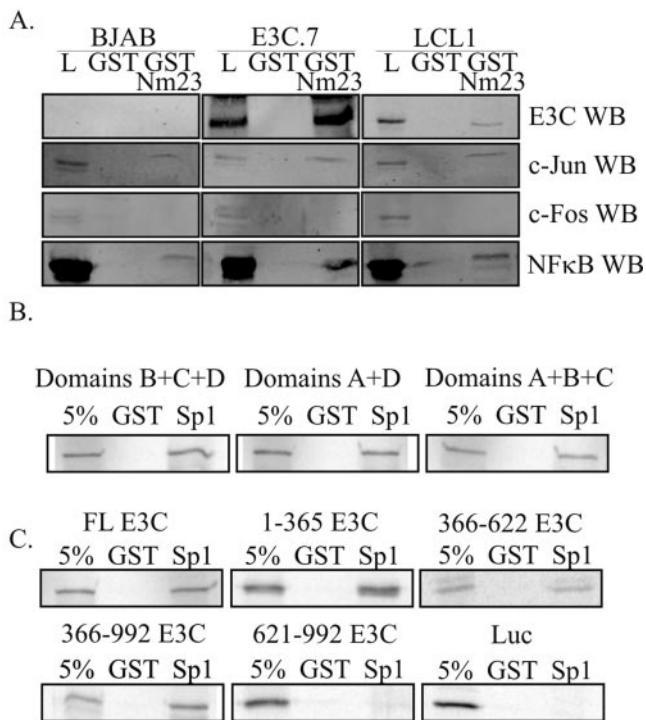 A.
BJAB E3C.7 LCL1
L GST GST L GST GST L GST GST
Nm23 Nm23 Nm23
E3C WB
c-Jun WB
c-Fos WB
NFκB WB
B.
Domains B+C+D Domains A+D Domains A+B+C
5% GST Sp1 5% GST Sp1 5% GST Sp1
C.
FL E3C 1-365 E3C 366-622 E3C
5% GST Sp1 5% GST Sp1 5% GST Sp1
366-992 E3C 621-992 E3C Luc
5% GST Sp1 5% GST Sp1 5% GST Sp1